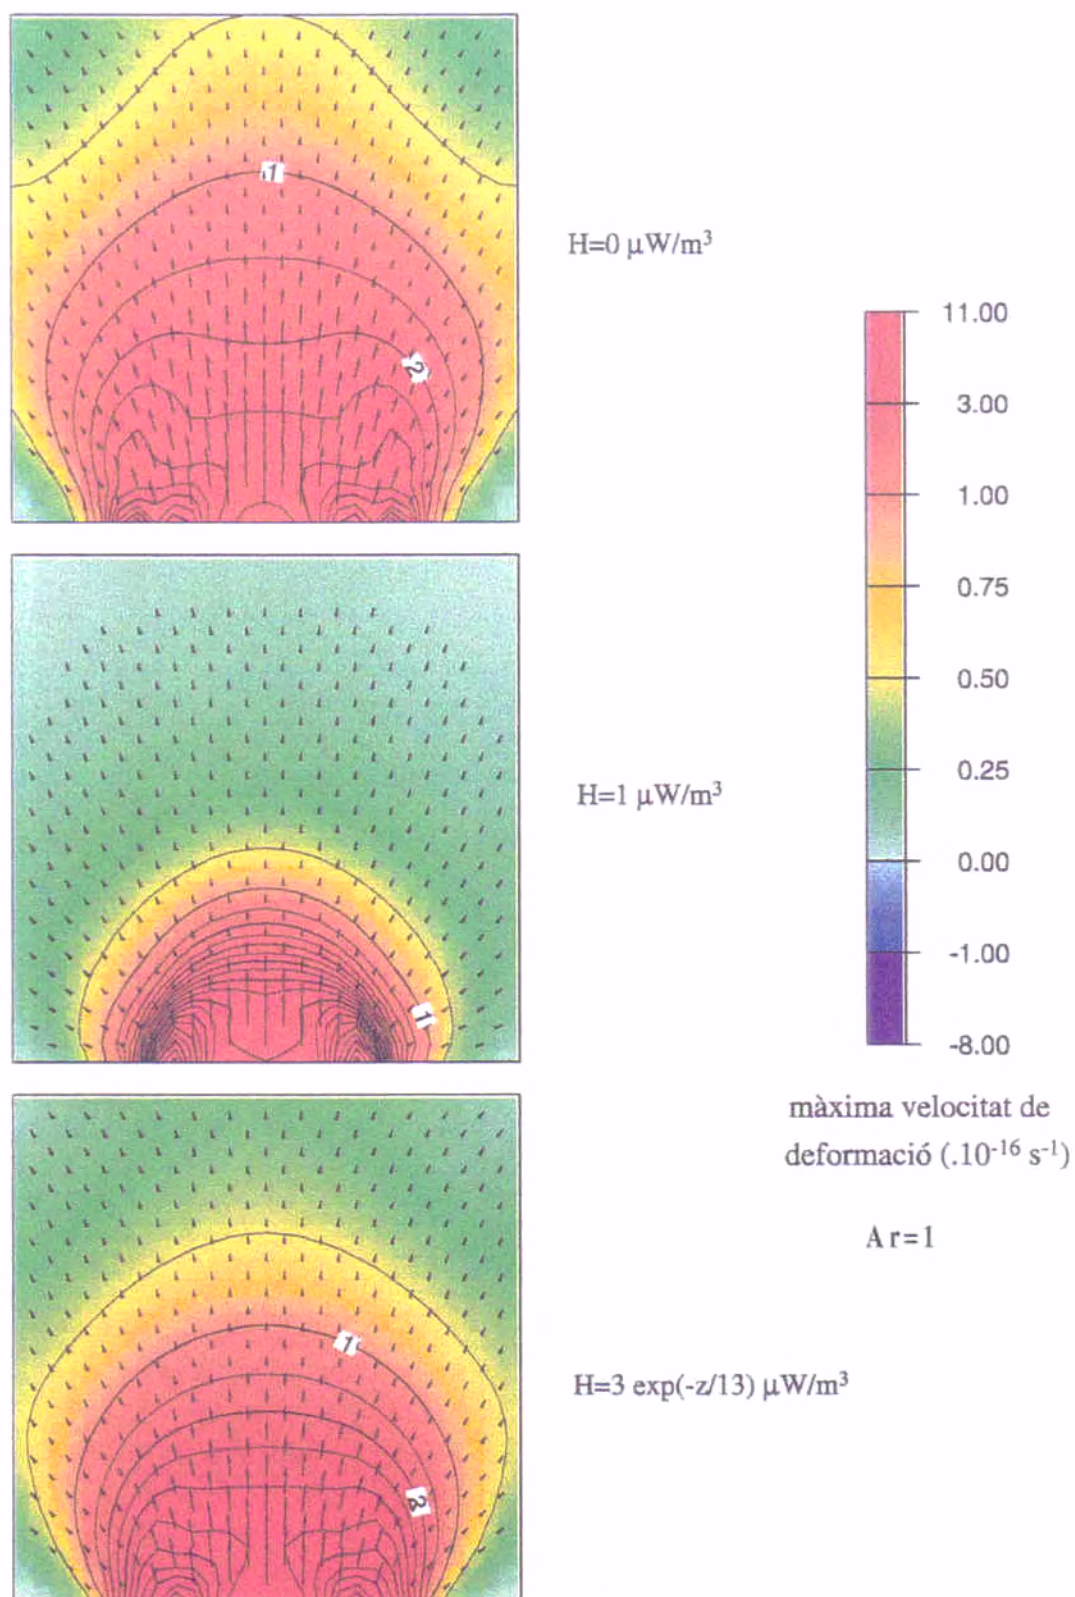 1
2
H=0 µW/m³
11.00
3.00
1.00
0.75
0.50
0.25
0.00
-1.00
-8.00
H=1 µW/m³
1
màxima velocitat de
deformació (.10⁻¹⁶ s⁻¹)
Ar=1
1
2
H=3 exp(-z/13) µW/m³